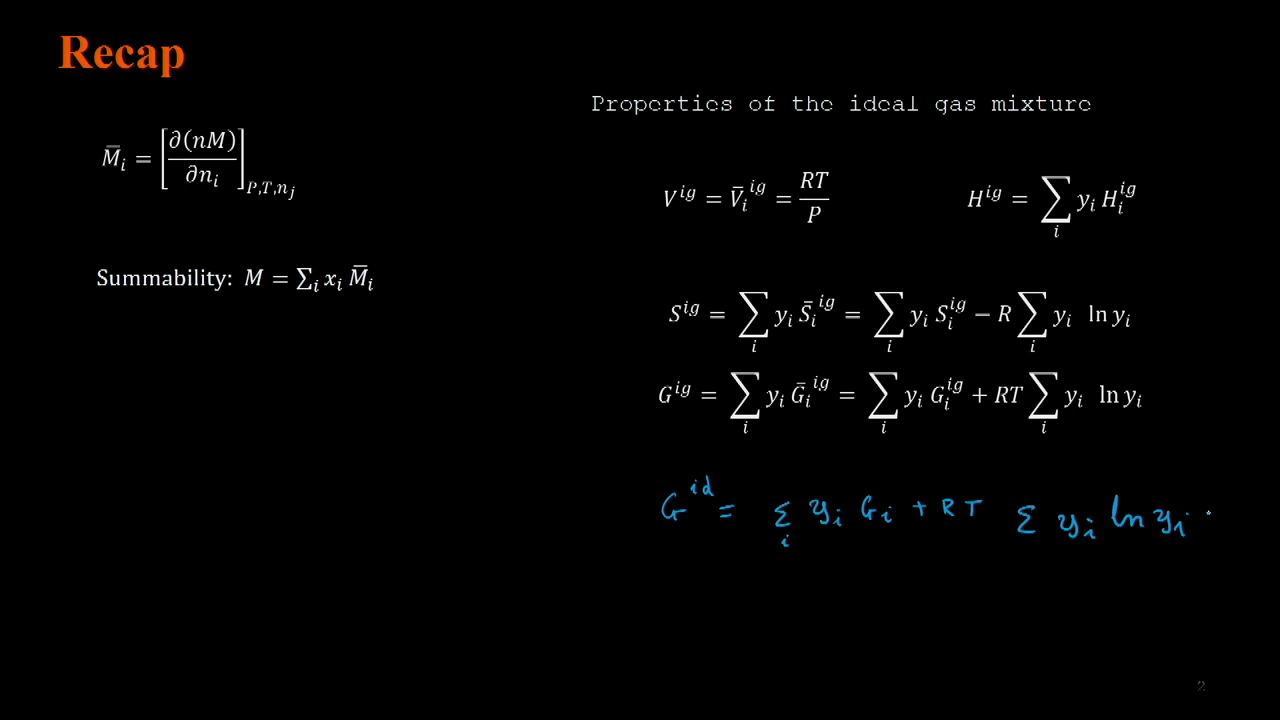 Recap
Properties of the ideal gas mixture
M̄ᵢ = [∂(nM)/∂nᵢ]_P,T,nⱼ
V^ig = V̄ᵢ^ig = RT/P
H^ig = ∑ᵢ yᵢ Hᵢ^ig
Summability: M = ∑ᵢ xᵢ M̄ᵢ
S^ig = ∑ᵢ yᵢ S̄ᵢ^ig = ∑ᵢ yᵢ Sᵢ^ig − R ∑ᵢ yᵢ ln yᵢ
G^ig = ∑ᵢ yᵢ Ḡᵢ^ig = ∑ᵢ yᵢ Gᵢ^ig + RT ∑ᵢ yᵢ ln yᵢ
G^id = ∑ᵢ yᵢ Gᵢ + RT ∑ yᵢ ln yᵢ
2